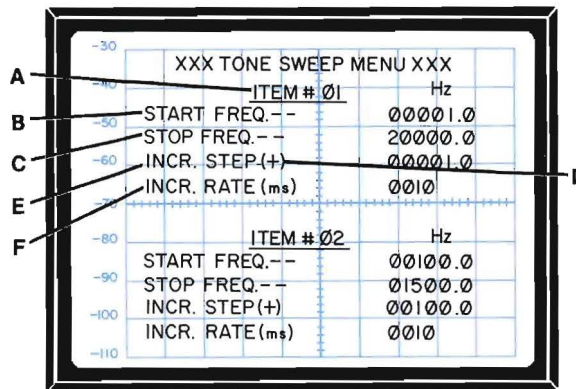 -30
XXX TONE SWEEP MENU XXX
A
-40
ITEM # Ø1 Hz
B
START FREQ.-- ØØØØ1.Ø
-50
C
STOP FREQ.-- 2ØØØØ.Ø
-60
INCR. STEP(+) ØØØØ1.Ø
D
E
INCR. RATE (ms) ØØ1Ø
F
-70
-80
ITEM # Ø2 Hz
START FREQ.-- ØØ1ØØ.Ø
-90
STOP FREQ.-- Ø15ØØ.Ø
INCR. STEP(+) ØØ1ØØ.Ø
-100
INCR. RATE (ms) ØØ1Ø
-110